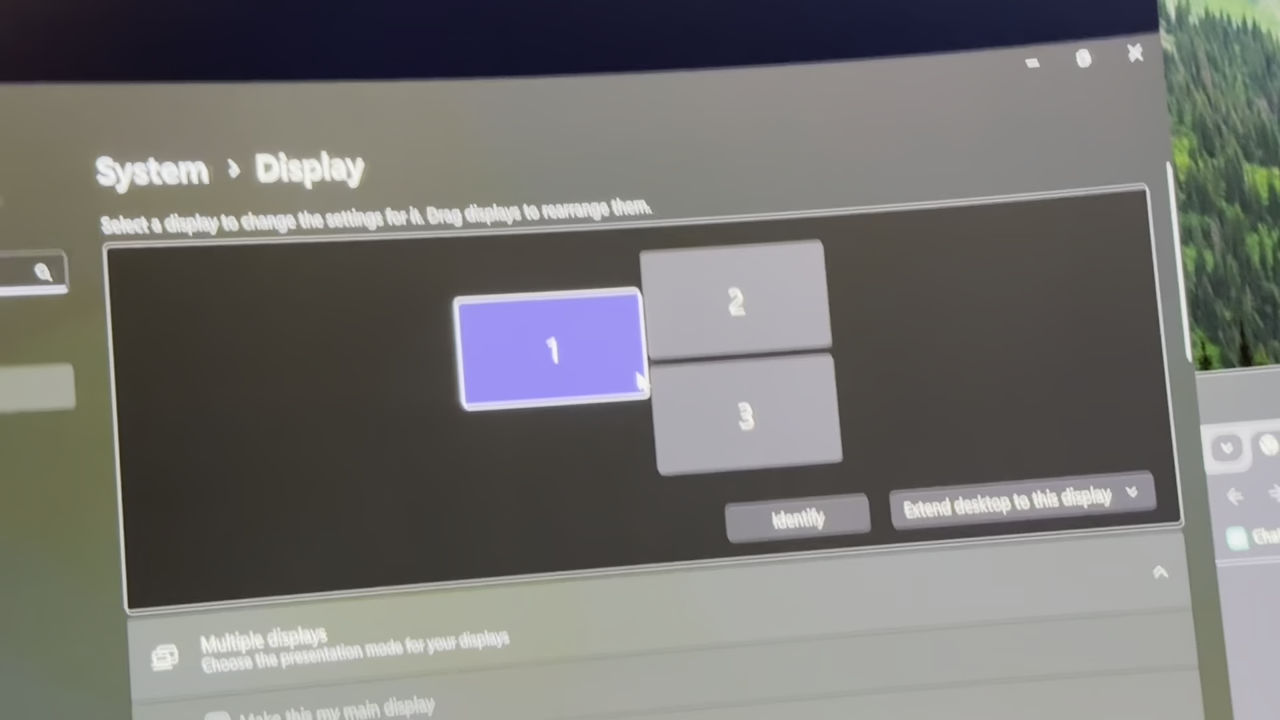 System > Display
Select a display to change the settings for it. Drag displays to rearrange them.
1
2
3
Identify
Extend desktop to this display
Multiple displays
Choose the presentation mode for your displays
Make this my main display